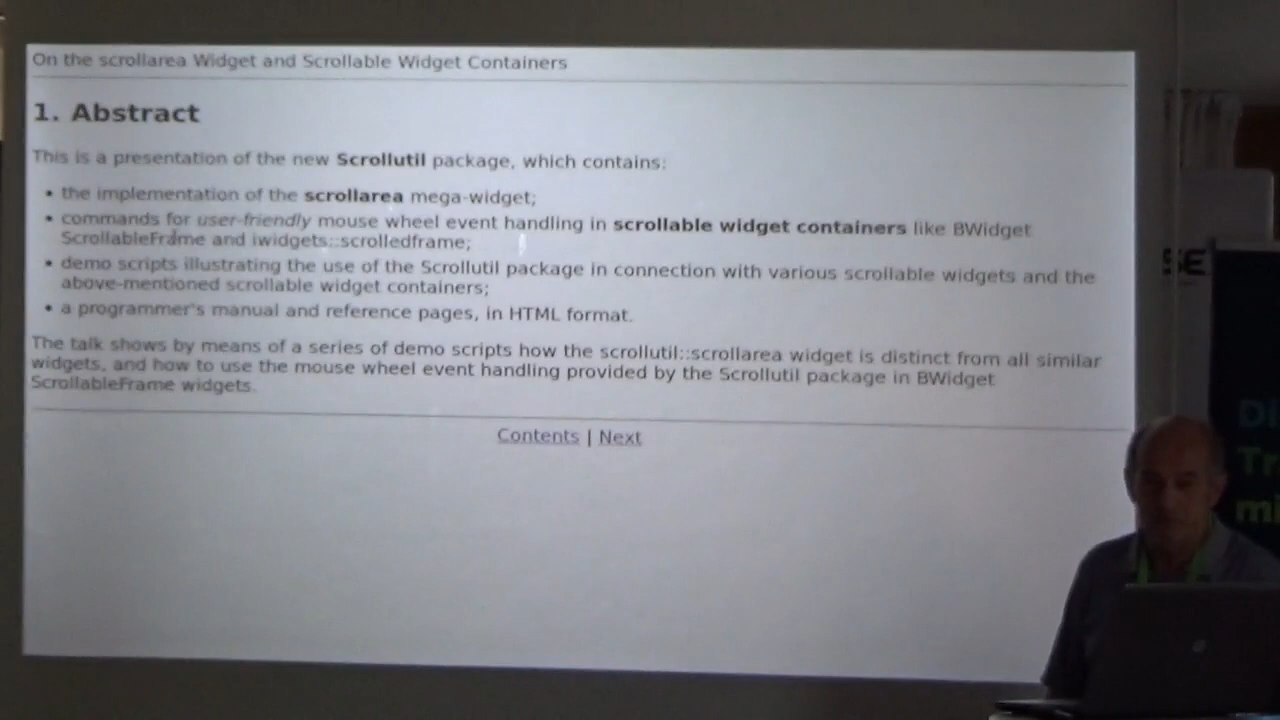 On the scrollarea Widget and Scrollable Widget Containers
1. Abstract
This is a presentation of the new Scrollutil package, which contains:
• the implementation of the scrollarea mega-widget;
• commands for user-friendly mouse wheel event handling in scrollable widget containers like BWidget
ScrollableFrame and iwidgets::scrolledframe;
• demo scripts illustrating the use of the Scrollutil package in connection with various scrollable widgets and the
above-mentioned scrollable widget containers;
• a programmer's manual and reference pages, in HTML format.
The talk shows by means of a series of demo scripts how the scrollutil::scrollarea widget is distinct from all similar
widgets, and how to use the mouse wheel event handling provided by the Scrollutil package in BWidget
ScrollableFrame widgets.
Contents | Next
SE
Di
Tr
mi